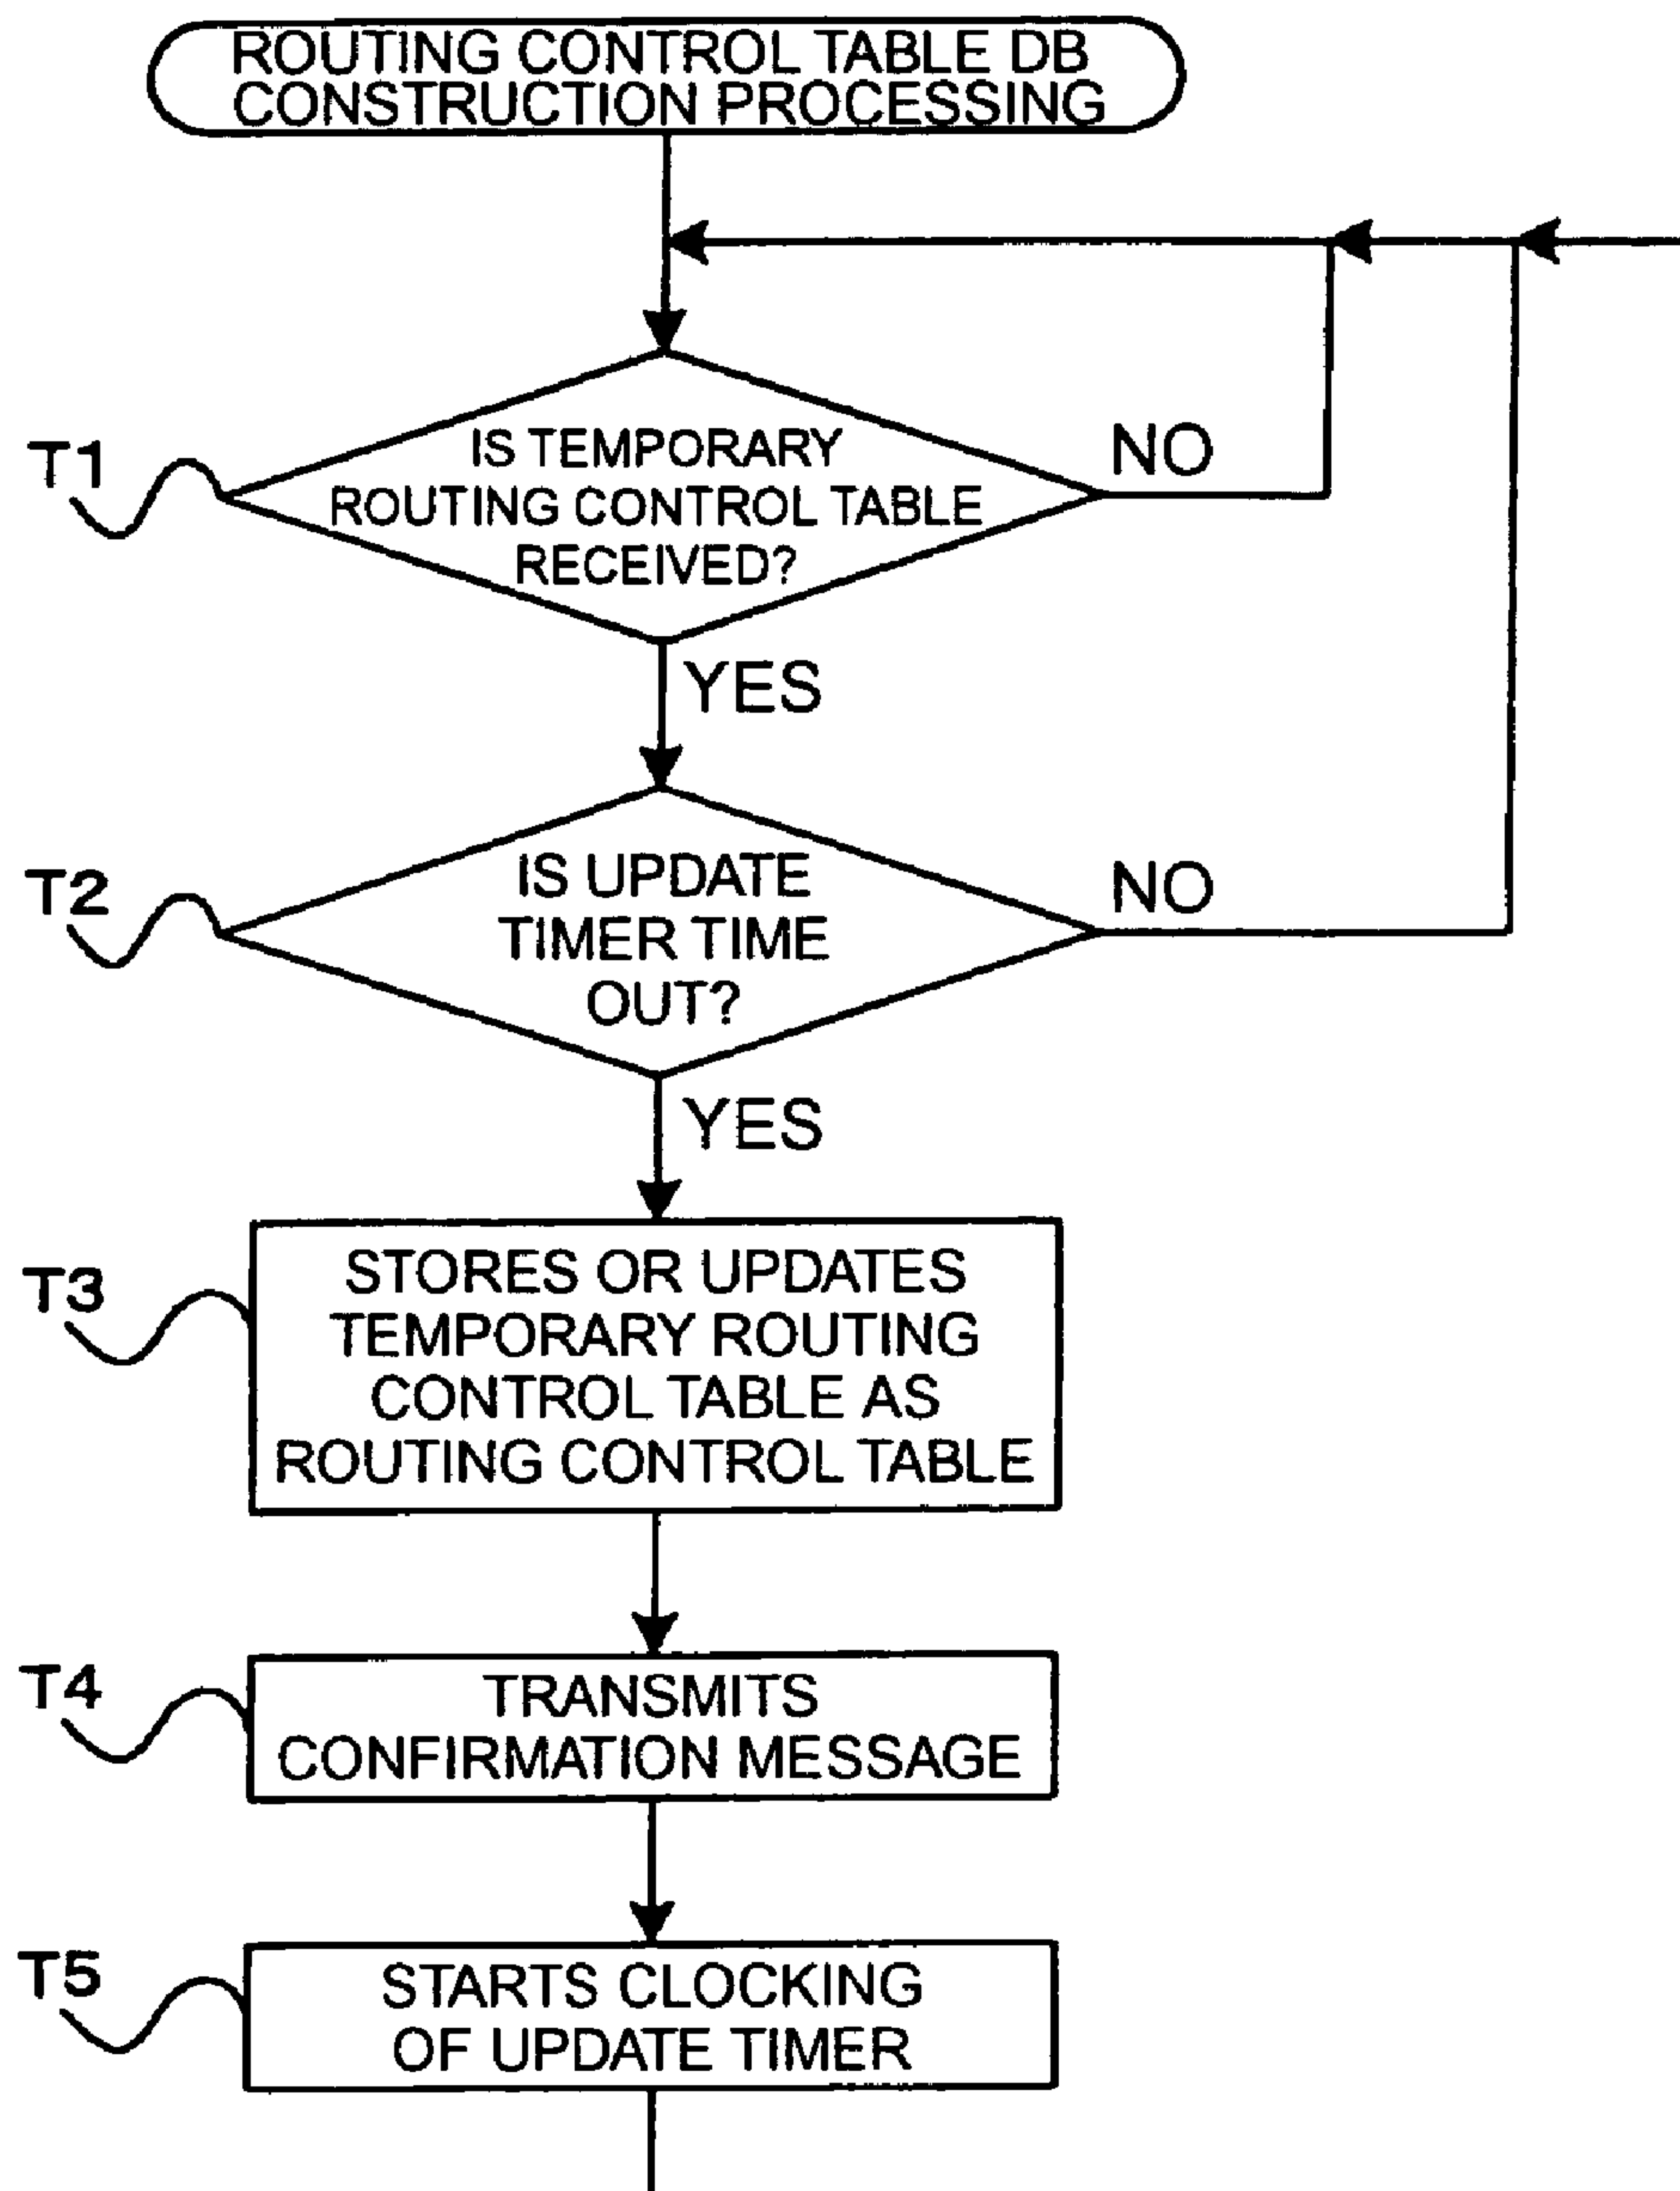 ROUTING CONTROL TABLE DB
CONSTRUCTION PROCESSING
T1
IS TEMPORARY
ROUTING CONTROL TABLE
RECEIVED?
NO
YES
T2
IS UPDATE
TIMER TIME
OUT?
NO
YES
T3
STORES OR UPDATES
TEMPORARY ROUTING
CONTROL TABLE AS
ROUTING CONTROL TABLE
T4
TRANSMITS
CONFIRMATION MESSAGE
T5
STARTS CLOCKING
OF UPDATE TIMER